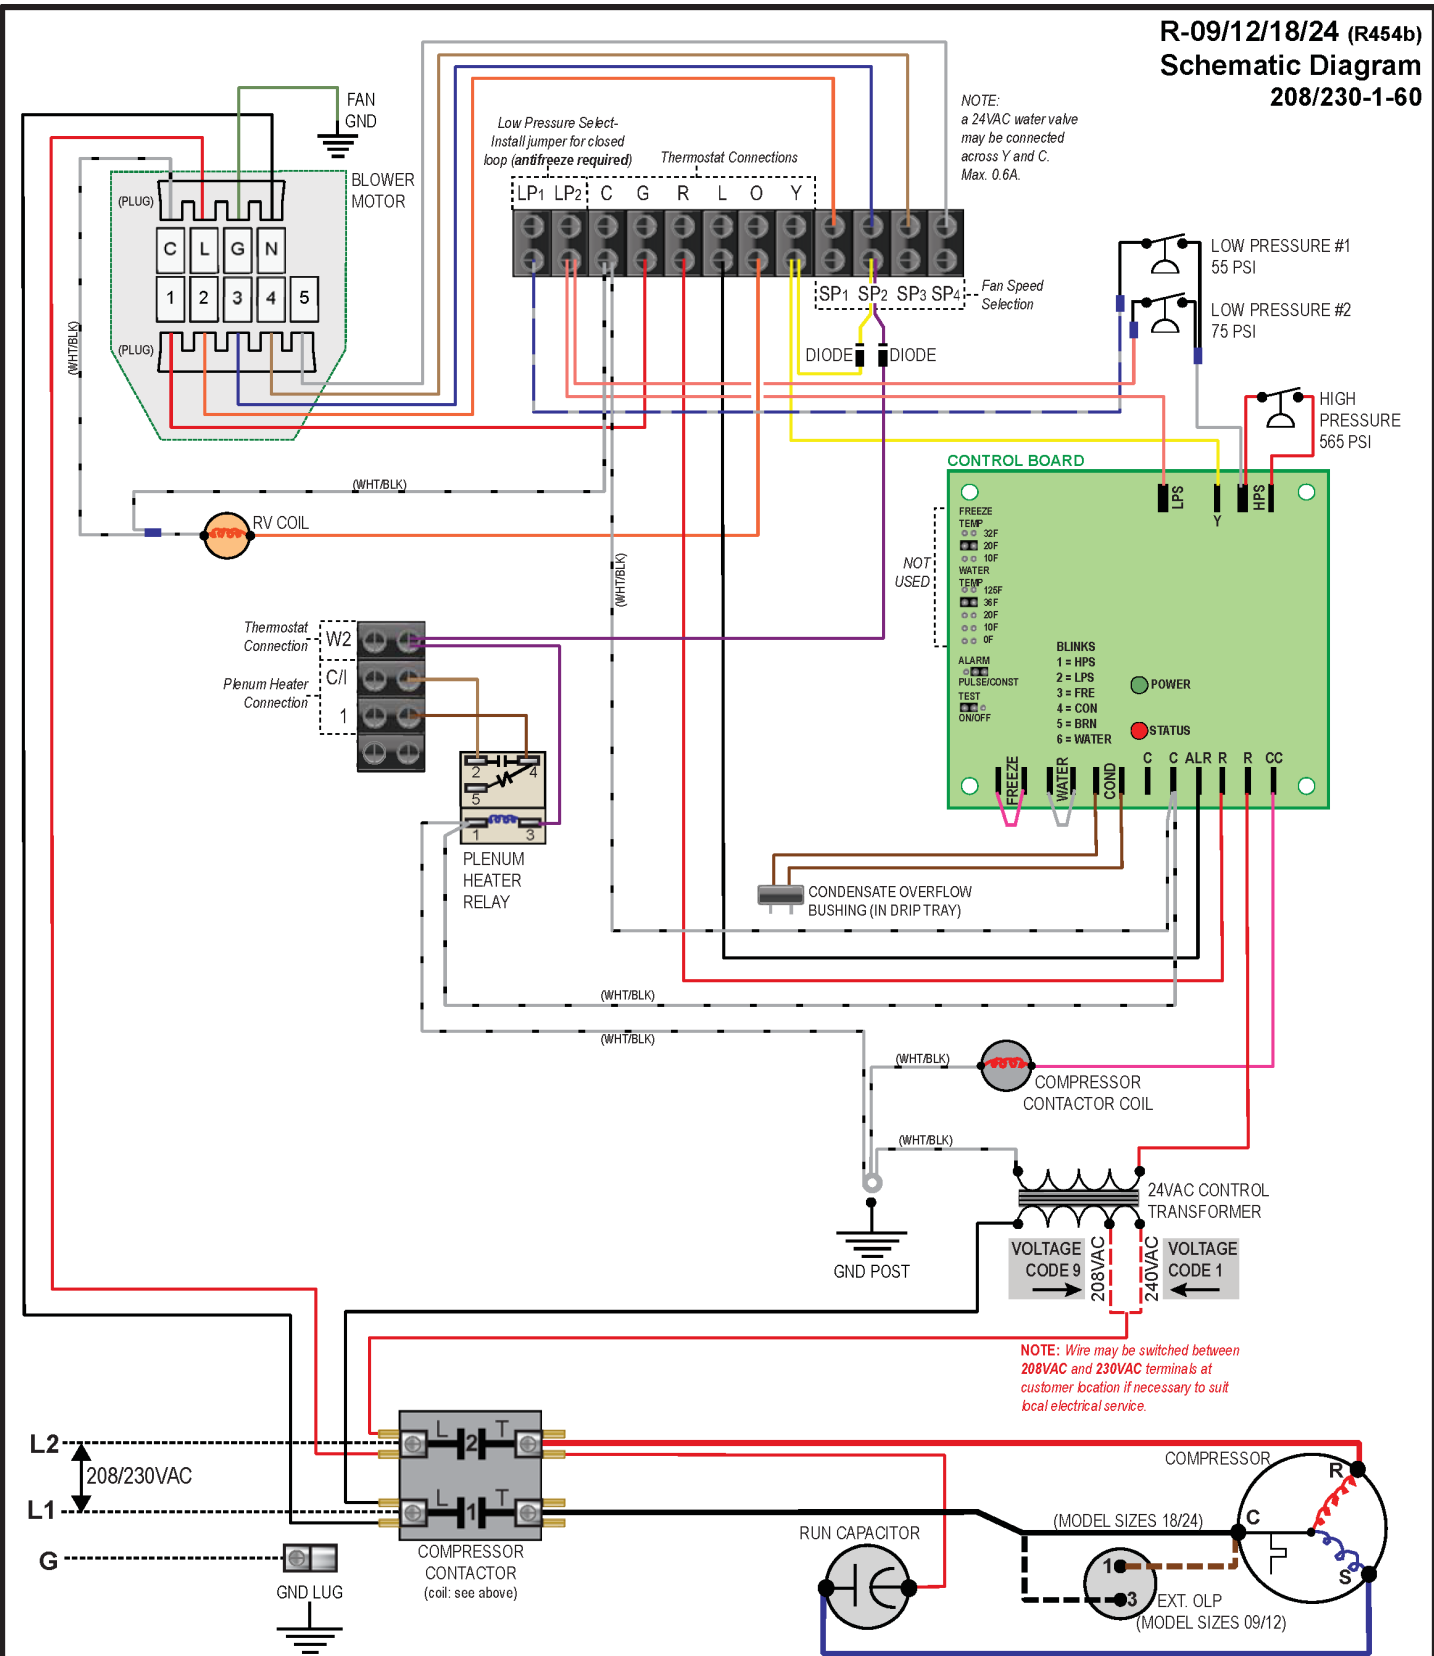 R-09/12/18/24 (R454b)
Schematic Diagram
208/230-1-60
FAN
GND
BLOWER
MOTOR
(PLUG)
C L G N
1 2 3 4 5
(PLUG)
(WHT/BLK)
Low Pressure Select-
Install jumper for closed
loop (antifreeze required)
Thermostat Connections
LP1 LP2 C G R L O Y
NOTE:
a 24VAC water valve
may be connected
across Y and C.
Max. 0.6A.
SP1 SP2 SP3 SP4
Fan Speed
Selection
DIODE DIODE
LOW PRESSURE #1
55 PSI
LOW PRESSURE #2
75 PSI
HIGH
PRESSURE
565 PSI
(WHT/BLK)
RV COIL
(WHT/BLK)
CONTROL BOARD
LPS
Y
HPS
NOT
USED
FREEZE
TEMP
32F
20F
10F
WATER
TEMP
125F
36F
20F
10F
0F
ALARM
PULSE/CONST
TEST
ON/OFF
BLINKS
1 = HPS
2 = LPS
3 = FRE
4 = CON
5 = BRN
6 = WATER
POWER
STATUS
FREEZE
WATER
COND
C C ALR R R CC
Thermostat
Connection
W2
Plenum Heater
Connection
C/I
1
2 4
5
1 3
PLENUM
HEATER
RELAY
CONDENSATE OVERFLOW
BUSHING (IN DRIP TRAY)
(WHT/BLK)
(WHT/BLK)
(WHT/BLK)
COMPRESSOR
CONTACTOR COIL
(WHT/BLK)
24VAC CONTROL
TRANSFORMER
GND POST
VOLTAGE
CODE 9
208VAC
240VAC
VOLTAGE
CODE 1
NOTE: Wire may be switched between
208VAC and 230VAC terminals at
customer location if necessary to suit
local electrical service.
L2
208/230VAC
L1
G
L 2 T
L 1 T
COMPRESSOR
CONTACTOR
(coil: see above)
GND LUG
RUN CAPACITOR
COMPRESSOR
R
C
S
(MODEL SIZES 18/24)
1
3
EXT. OLP
(MODEL SIZES 09/12)